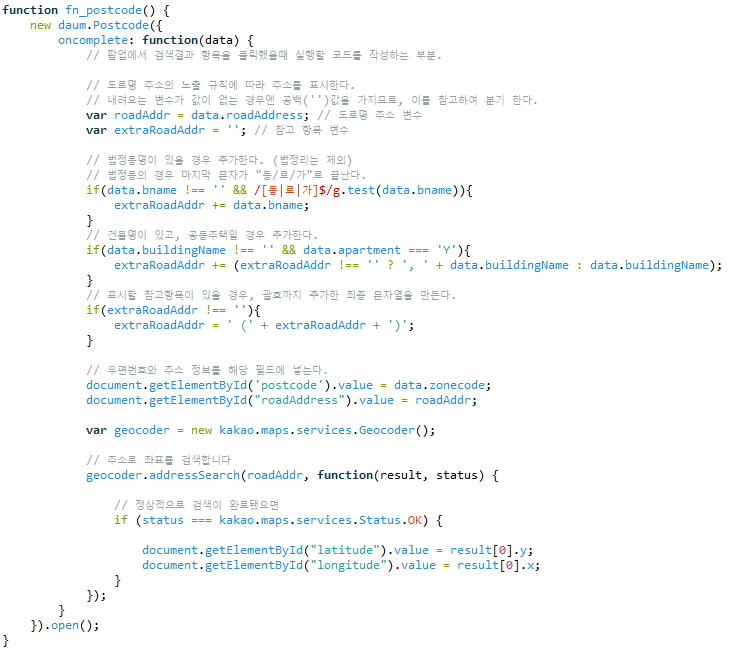 function fn_postcode() {
    new daum.Postcode({
        oncomplete: function(data) {
            // 팝업에서 검색결과 항목을 클릭했을때 실행할 코드를 작성하는 부분.

            // 도로명 주소의 노출 규칙에 따라 주소를 표시한다.
            // 내려오는 변수가 값이 없는 경우엔 공백('')값을 가지므로, 이를 참고하여 분기 한다.
            var roadAddr = data.roadAddress; // 도로명 주소 변수
            var extraRoadAddr = ''; // 참고 항목 변수

            // 법정동명이 있을 경우 추가한다. (법정리는 제외)
            // 법정동의 경우 마지막 문자가 "동/로/가"로 끝난다.
            if(data.bname !== '' && /[동|로|가]$/g.test(data.bname)){
                extraRoadAddr += data.bname;
            }
            // 건물명이 있고, 공동주택일 경우 추가한다.
            if(data.buildingName !== '' && data.apartment === 'Y'){
                extraRoadAddr += (extraRoadAddr !== '' ? ', ' + data.buildingName : data.buildingName);
            }
            // 표시할 참고항목이 있을 경우, 괄호까지 추가한 최종 문자열을 만든다.
            if(extraRoadAddr !== ''){
                extraRoadAddr = ' (' + extraRoadAddr + ')';
            }

            // 우편번호와 주소 정보를 해당 필드에 넣는다.
            document.getElementById('postcode').value = data.zonecode;
            document.getElementById("roadAddress").value = roadAddr;

            var geocoder = new kakao.maps.services.Geocoder();

            // 주소로 좌표를 검색합니다
            geocoder.addressSearch(roadAddr, function(result, status) {

                // 정상적으로 검색이 완료됐으면
                if (status === kakao.maps.services.Status.OK) {

                    document.getElementById("latitude").value = result[0].y;
                    document.getElementById("longitude").value = result[0].x;
                }
            });
        }
    }).open();
}